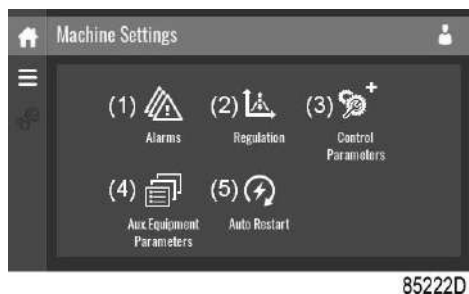 Machine Settings
(1) (2) (3)
Alarms Regulation Control
Parameters
(4) (5)
Aux Equipment Auto Restart
Parameters
85222D